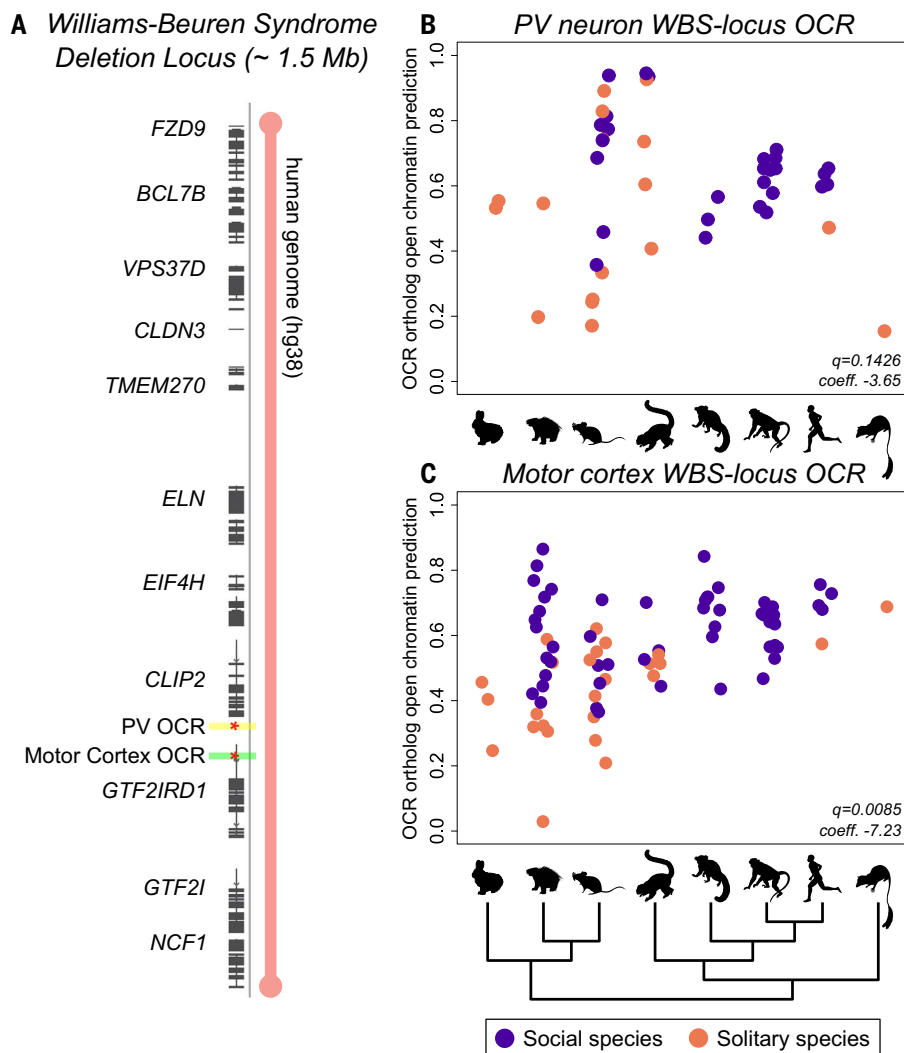 A
Williams-Beuren Syndrome
Deletion Locus (~ 1.5 Mb)
FZD9
BCL7B
VPS37D
CLDN3
TMEM270
ELN
EIF4H
CLIP2
PV OCR
*
Motor Cortex OCR
*
GTF2IRD1
GTF2I
NCF1
human genome (hg38)
B
PV neuron WBS-locus OCR
OCR ortholog open chromatin prediction
1.0
0.8
0.6
0.4
0.2
0.0
q=0.1426
coeff. -3.65
C
Motor cortex WBS-locus OCR
OCR ortholog open chromatin prediction
1.0
0.8
0.6
0.4
0.2
0.0
q=0.0085
coeff. -7.23
Social species
Solitary species